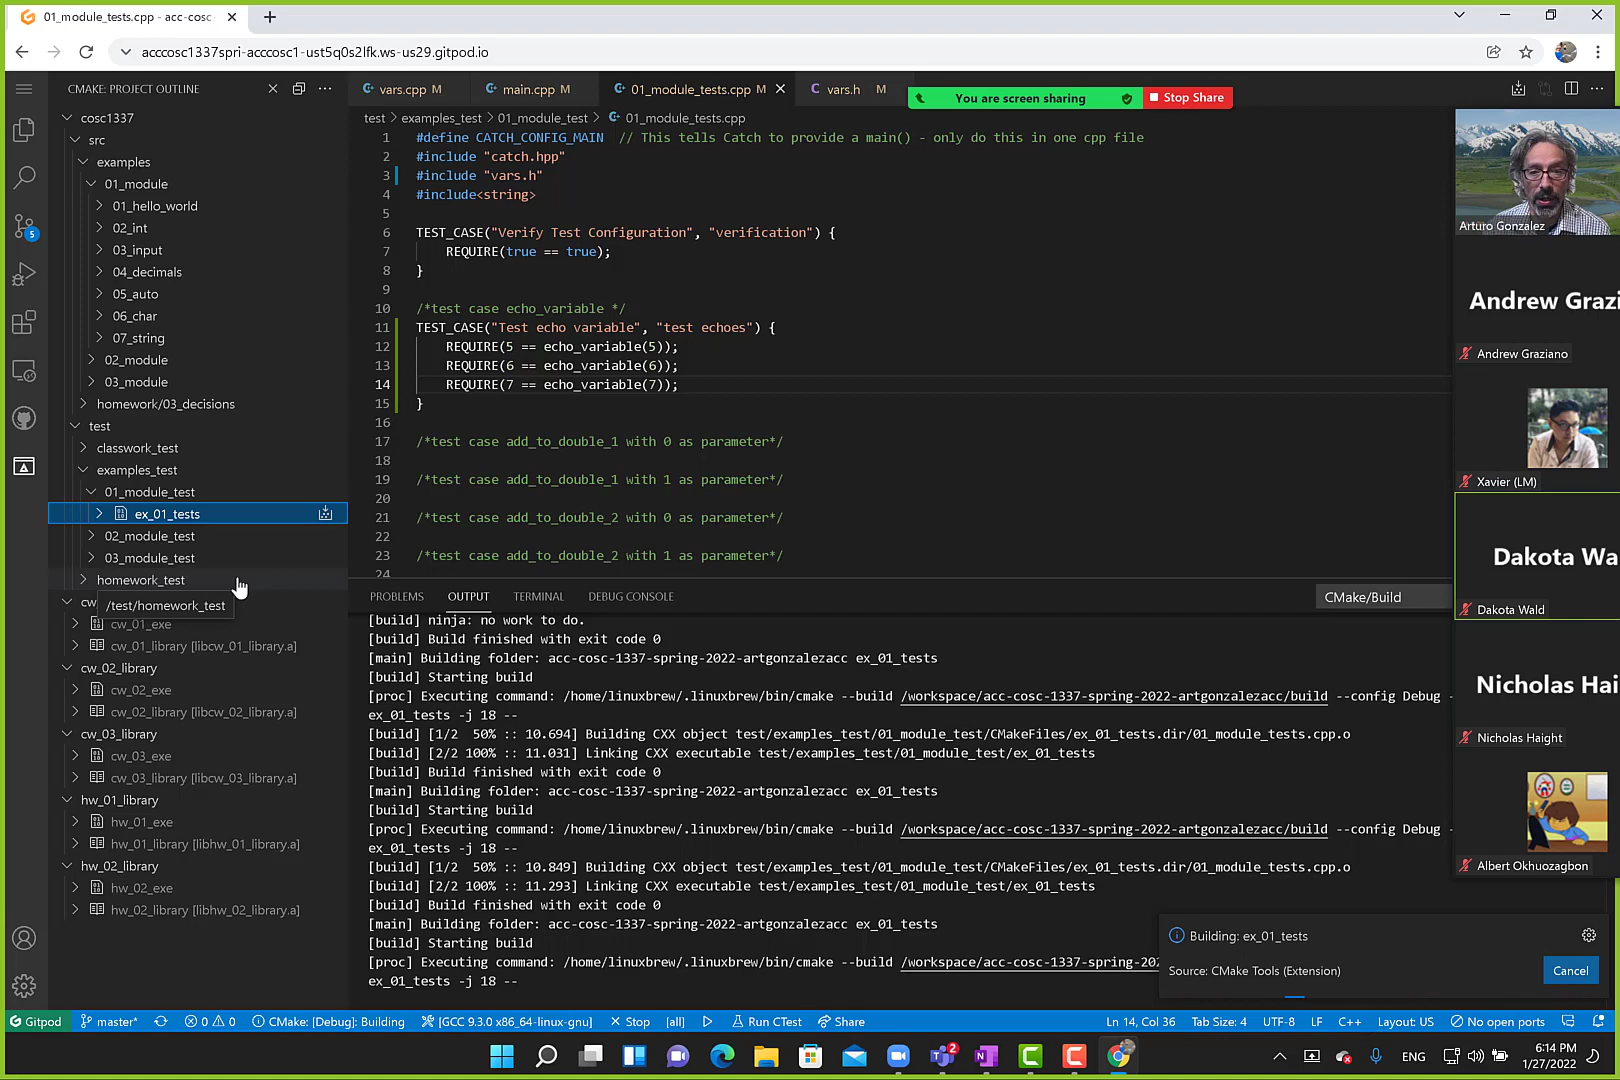 01_module_tests.cpp - acc-cosc-
acccosc1337spri-acccosc1-ust5q0s2lfk.ws-us29.gitpod.io
CMAKE: PROJECT OUTLINE
cosc1337
src
examples
01_module
01_hello_world
02_int
03_input
04_decimals
05_auto
06_char
07_string
02_module
03_module
homework/03_decisions
test
classwork_test
examples_test
01_module_test
ex_01_tests
02_module_test
03_module_test
homework_test
cw
/test/homework_test
cw_01_exe
cw_01_library [libcw_01_library.a]
cw_02_library
cw_02_exe
cw_02_library [libcw_02_library.a]
cw_03_library
cw_03_exe
cw_03_library [libcw_03_library.a]
hw_01_library
hw_01_exe
hw_01_library [libhw_01_library.a]
hw_02_library
hw_02_exe
hw_02_library [libhw_02_library.a]
5
vars.cpp M
main.cpp M
01_module_tests.cpp M
vars.h M
You are screen sharing
Stop Share
test > examples_test > 01_module_test > 01_module_tests.cpp
1 #define CATCH_CONFIG_MAIN // This tells Catch to provide a main() - only do this in one cpp file
2 #include "catch.hpp"
3 #include "vars.h"
4 #include<string>
5
6 TEST_CASE("Verify Test Configuration", "verification") {
7 REQUIRE(true == true);
8 }
9
10 /*test case echo_variable */
11 TEST_CASE("Test echo variable", "test echoes") {
12 REQUIRE(5 == echo_variable(5));
13 REQUIRE(6 == echo_variable(6));
14 REQUIRE(7 == echo_variable(7));
15 }
16
17 /*test case add_to_double_1 with 0 as parameter*/
18
19 /*test case add_to_double_1 with 1 as parameter*/
20
21 /*test case add_to_double_2 with 0 as parameter*/
22
23 /*test case add_to_double_2 with 1 as parameter*/
24
PROBLEMS OUTPUT TERMINAL DEBUG CONSOLE
CMake/Build
[build] ninja: no work to do.
[build] Build finished with exit code 0
[main] Building folder: acc-cosc-1337-spring-2022-artgonzalezacc ex_01_tests
[build] Starting build
[proc] Executing command: /home/linuxbrew/.linuxbrew/bin/cmake --build /workspace/acc-cosc-1337-spring-2022-artgonzalezacc/build --config Debug -
ex_01_tests -j 18 --
[build] [1/2 50% :: 10.694] Building CXX object test/examples_test/01_module_test/CMakeFiles/ex_01_tests.dir/01_module_tests.cpp.o
[build] [2/2 100% :: 11.031] Linking CXX executable test/examples_test/01_module_test/ex_01_tests
[build] Build finished with exit code 0
[main] Building folder: acc-cosc-1337-spring-2022-artgonzalezacc ex_01_tests
[build] Starting build
[proc] Executing command: /home/linuxbrew/.linuxbrew/bin/cmake --build /workspace/acc-cosc-1337-spring-2022-artgonzalezacc/build --config Debug -
ex_01_tests -j 18 --
[build] [1/2 50% :: 10.849] Building CXX object test/examples_test/01_module_test/CMakeFiles/ex_01_tests.dir/01_module_tests.cpp.o
[build] [2/2 100% :: 11.293] Linking CXX executable test/examples_test/01_module_test/ex_01_tests
[build] Build finished with exit code 0
[main] Building folder: acc-cosc-1337-spring-2022-artgonzalezacc ex_01_tests
[build] Starting build
[proc] Executing command: /home/linuxbrew/.linuxbrew/bin/cmake --build /workspace/acc-cosc-1337-spring-202
ex_01_tests -j 18 --
Building: ex_01_tests
Source: CMake Tools (Extension)
Cancel
Arturo Gonzalez
Andrew Grazi
Andrew Graziano
Xavier (LM)
Dakota Wa
Dakota Wald
Nicholas Hai
Nicholas Haight
Albert Okhuozagbon
Gitpod
master*
0 0
CMake: [Debug]: Building
[GCC 9.3.0 x86_64-linux-gnu]
Stop
[all]
Run CTest
Share
Ln 14, Col 36
Tab Size: 4
UTF-8
LF
C++
Layout: US
No open ports
2
ENG
6:14 PM
1/27/2022